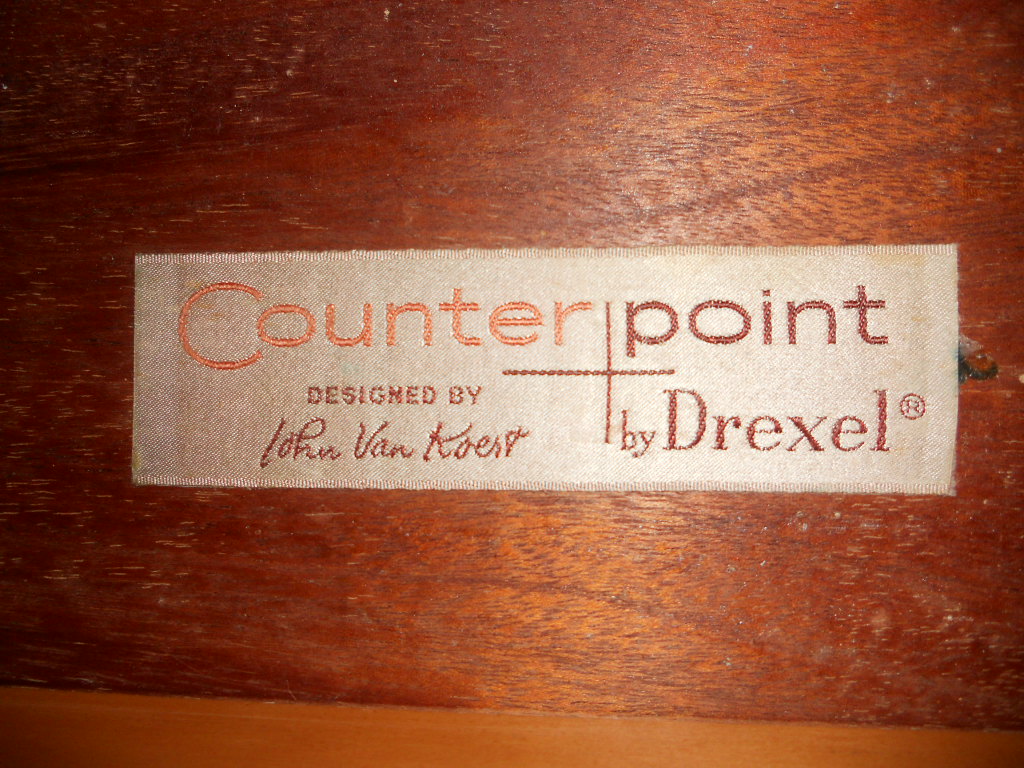 Counterpoint
DESIGNED BY
John Van Koert
by Drexel®